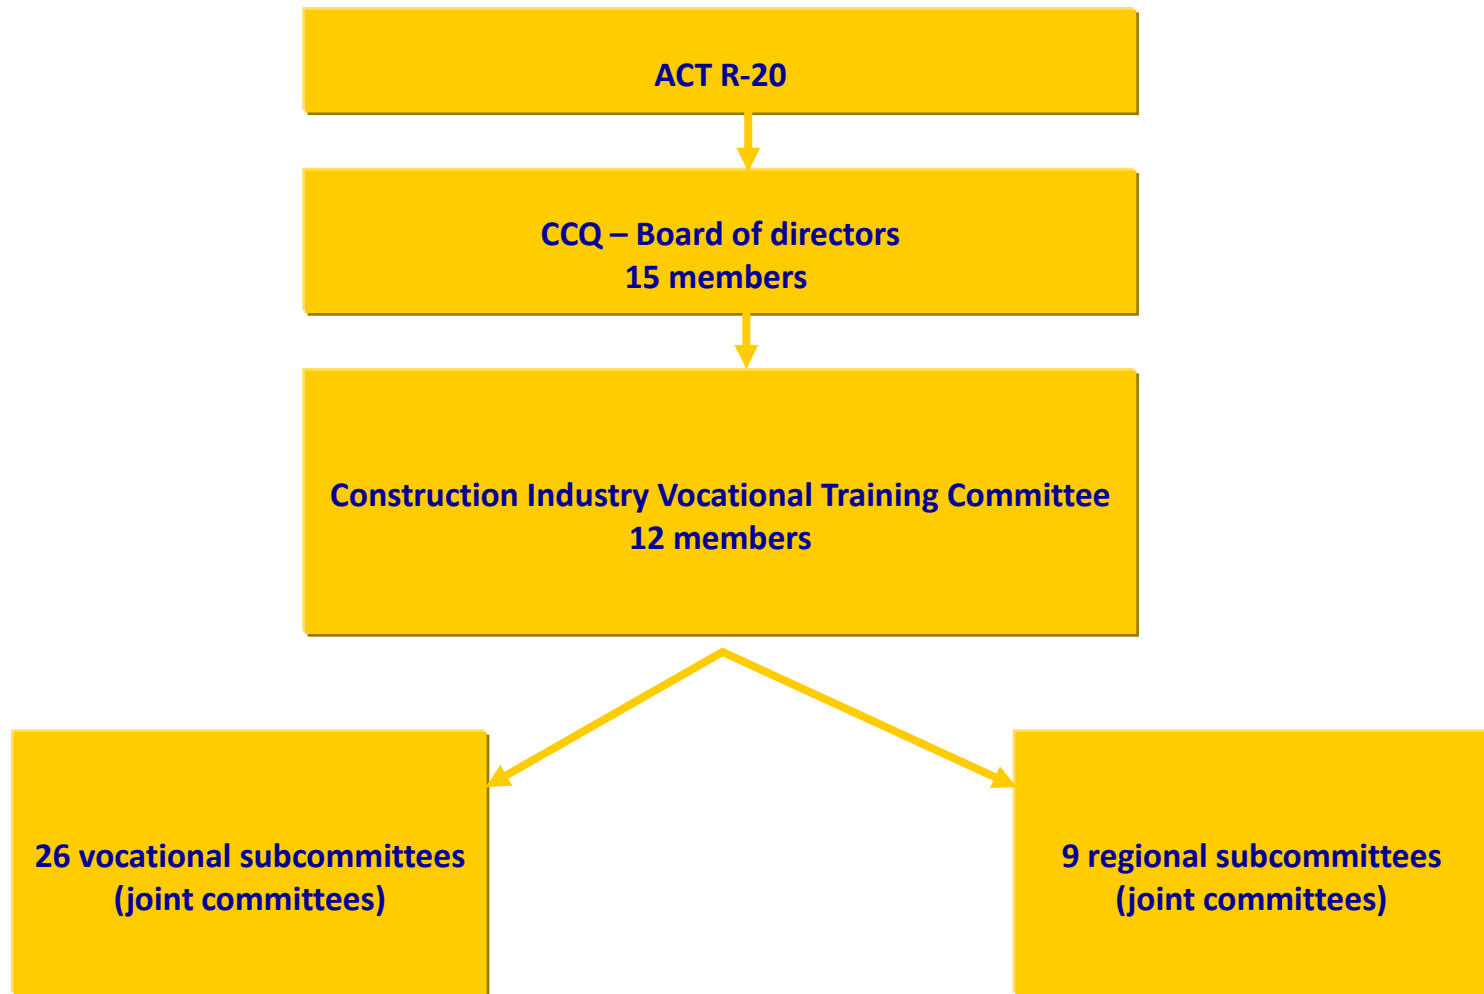 ACT R-20
CCQ – Board of directors
15 members
Construction Industry Vocational Training Committee
12 members
26 vocational subcommittees
(joint committees)
9 regional subcommittees
(joint committees)